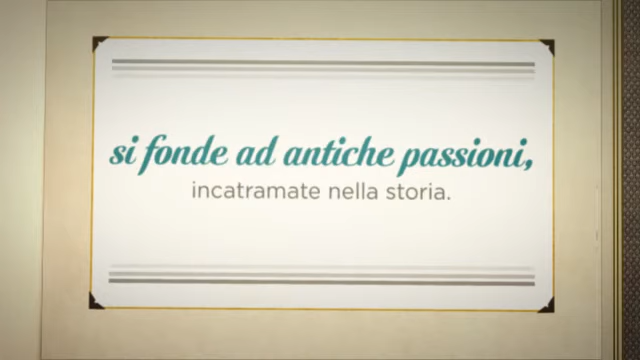 si fonde ad antiche passioni,
incatramate nella storia.